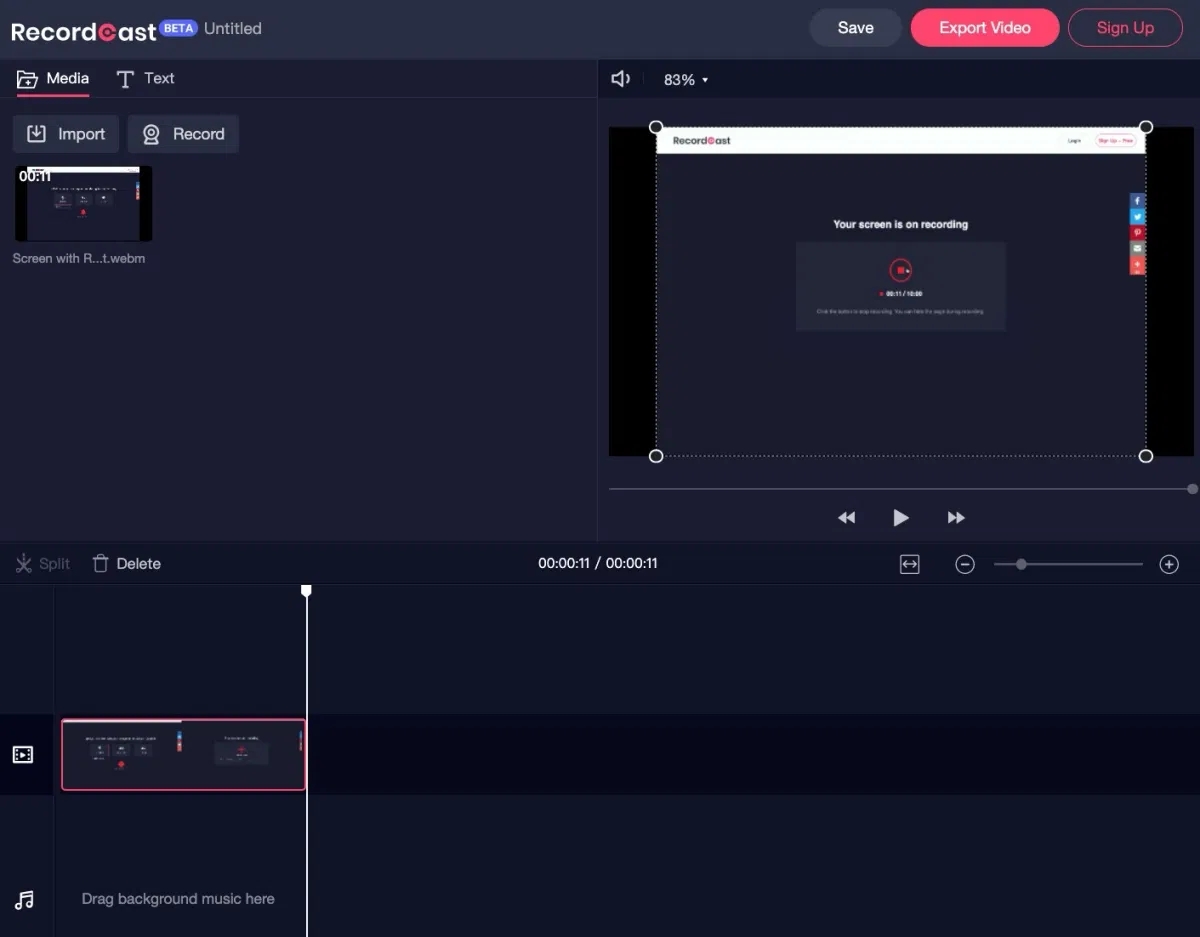 RecordCast BETA Untitled
Save
Export Video
Sign Up
Media
Text
83%
Import
Record
00:11
Screen with R...t.webm
RecordCast
Login
Sign Up - Free
Your screen is on recording
00:11 / 10:00
Click the button to stop recording. You can hide the page during recording.
Split
Delete
00:00:11 / 00:00:11
Drag background music here